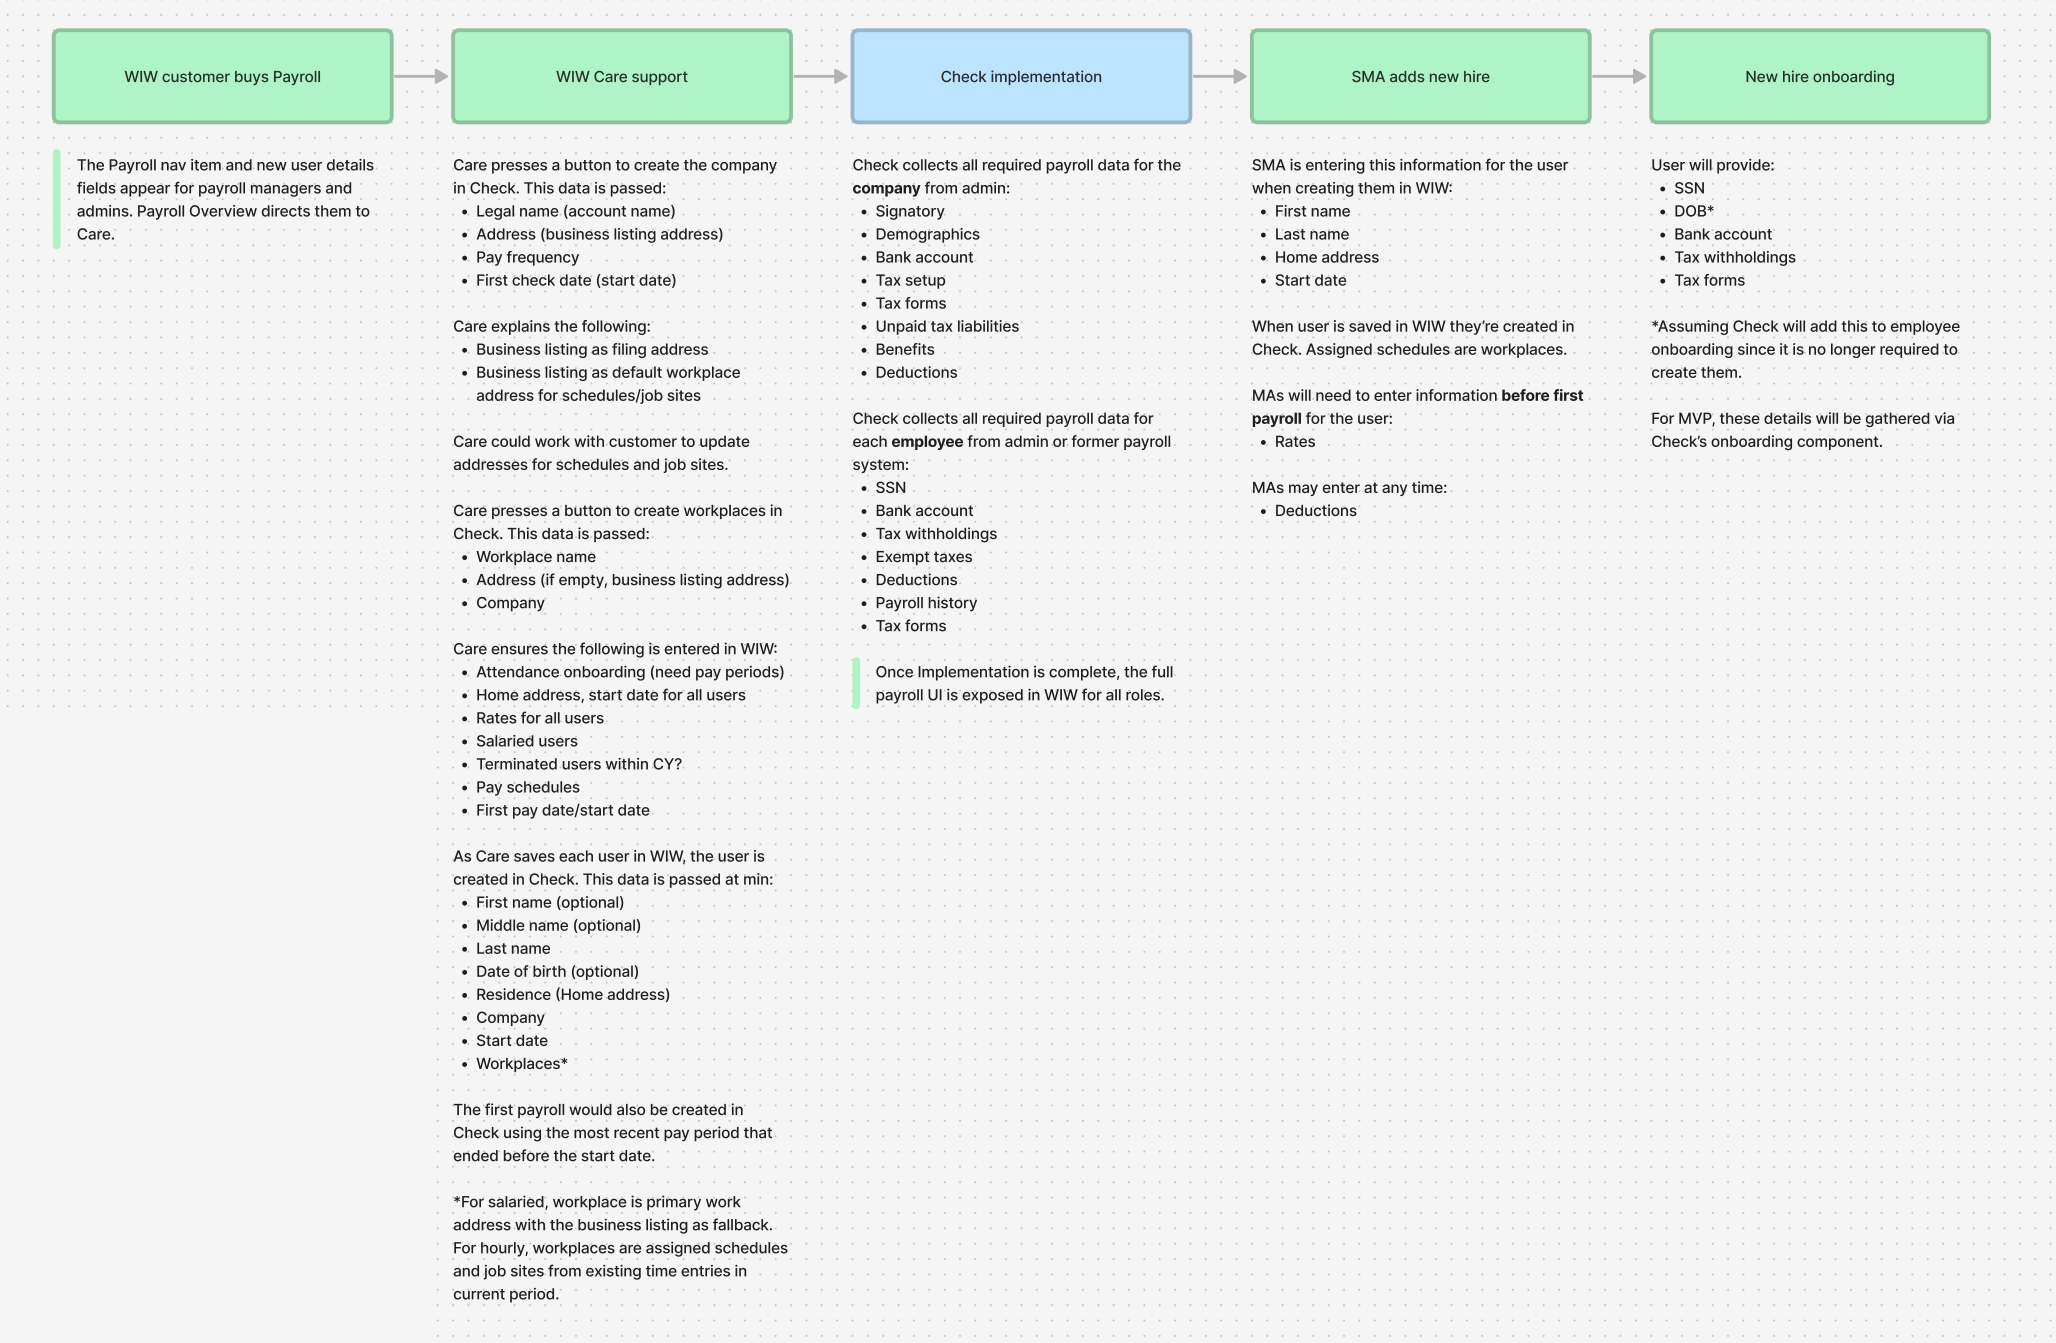 WIW customer buys Payroll
The Payroll nav item and new user details
fields appear for payroll managers and
admins. Payroll Overview directs them to
Care.
WIW Care support
Care presses a button to create the company
in Check. This data is passed:
• Legal name (account name)
• Address (business listing address)
• Pay frequency
• First check date (start date)
Care explains the following:
• Business listing as filing address
• Business listing as default workplace
address for schedules/job sites
Care could work with customer to update
addresses for schedules and job sites.
Care presses a button to create workplaces in
Check. This data is passed:
• Workplace name
• Address (if empty, business listing address)
• Company
Care ensures the following is entered in WIW:
• Attendance onboarding (need pay periods)
• Home address, start date for all users
• Rates for all users
• Salaried users
• Terminated users within CY?
• Pay schedules
• First pay date/start date
As Care saves each user in WIW, the user is
created in Check. This data is passed at min:
• First name (optional)
• Middle name (optional)
• Last name
• Date of birth (optional)
• Residence (Home address)
• Company
• Start date
• Workplaces*
The first payroll would also be created in
Check using the most recent pay period that
ended before the start date.
*For salaried, workplace is primary work
address with the business listing as fallback.
For hourly, workplaces are assigned schedules
and job sites from existing time entries in
current period.
Check implementation
Check collects all required payroll data for the
company from admin:
• Signatory
• Demographics
• Bank account
• Tax setup
• Tax forms
• Unpaid tax liabilities
• Benefits
• Deductions
Check collects all required payroll data for
each employee from admin or former payroll
system:
• SSN
• Bank account
• Tax withholdings
• Exempt taxes
• Deductions
• Payroll history
• Tax forms
Once Implementation is complete, the full
payroll UI is exposed in WIW for all roles.
SMA adds new hire
SMA is entering this information for the user
when creating them in WIW:
• First name
• Last name
• Home address
• Start date
When user is saved in WIW they’re created in
Check. Assigned schedules are workplaces.
MAs will need to enter information before first
payroll for the user:
• Rates
MAs may enter at any time:
• Deductions
New hire onboarding
User will provide:
• SSN
• DOB*
• Bank account
• Tax withholdings
• Tax forms
*Assuming Check will add this to employee
onboarding since it is no longer required to
create them.
For MVP, these details will be gathered via
Check’s onboarding component.